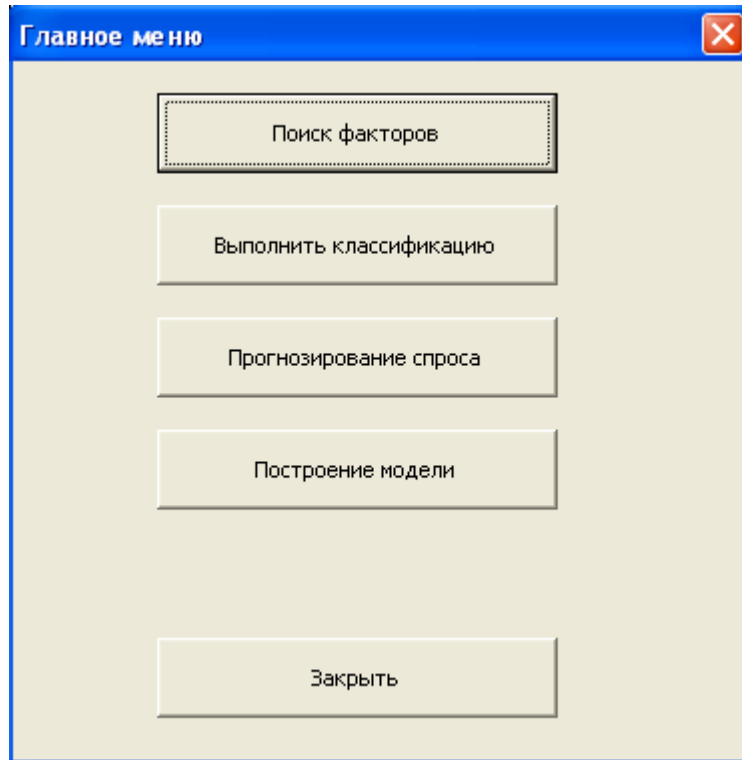 Главное меню
Поиск факторов
Выполнить классификацию
Прогнозирование спроса
Построение модели
Закрыть